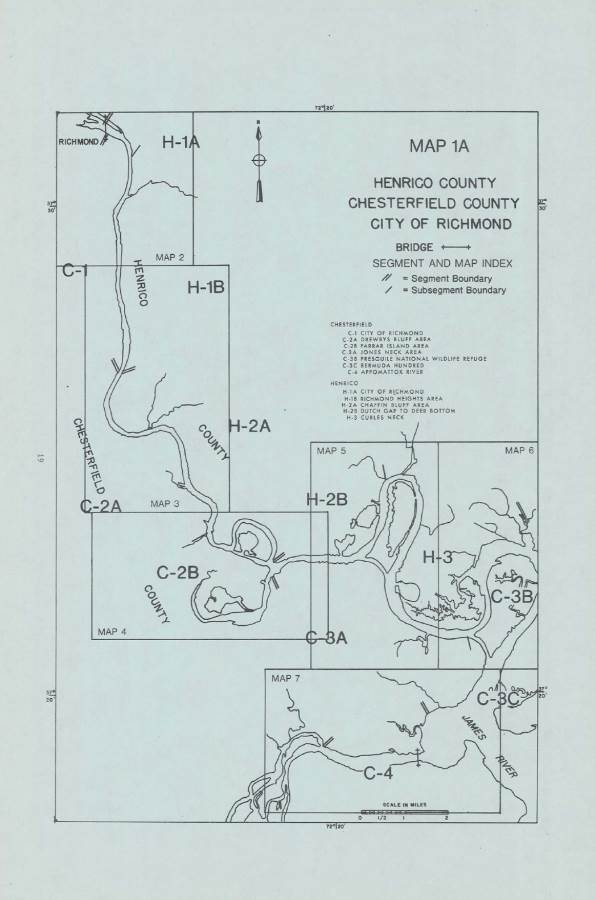 72°20'
MAP 1A
HENRICO COUNTY
CHESTERFIELD COUNTY
CITY OF RICHMOND
BRIDGE
SEGMENT AND MAP INDEX
// = Segment Boundary
/ = Subsegment Boundary
CHESTERFIELD
C-1 CITY OF RICHMOND
C-2A DREWRYS BLUFF AREA
C-2B FARRAR ISLAND AREA
C-3A JONES NECK AREA
C-3B PRESQUILE NATIONAL WILDLIFE REFUGE
C-3C BERMUDA HUNDRED
C-4 APPOMATTOX RIVER
HENRICO
H-1A CITY OF RICHMOND
H-1B RICHMOND HEIGHTS AREA
H-2A CHAFFIN BLUFF AREA
H-2B DUTCH GAP TO DEEP BOTTOM
H-3 CURLES NECK
RICHMOND
H-1A
MAP 2
C-1
HENRICO
H-1B
COUNTY
H-2A
CHESTERFIELD
C-2A
MAP 3
MAP 5
MAP 6
H-2B
H-3
C-2B
COUNTY
C-3B
MAP 4
C-3A
MAP 7
C-3C
JAMES
RIVER
C-4
SCALE IN MILES
0 1/2 1 2
19